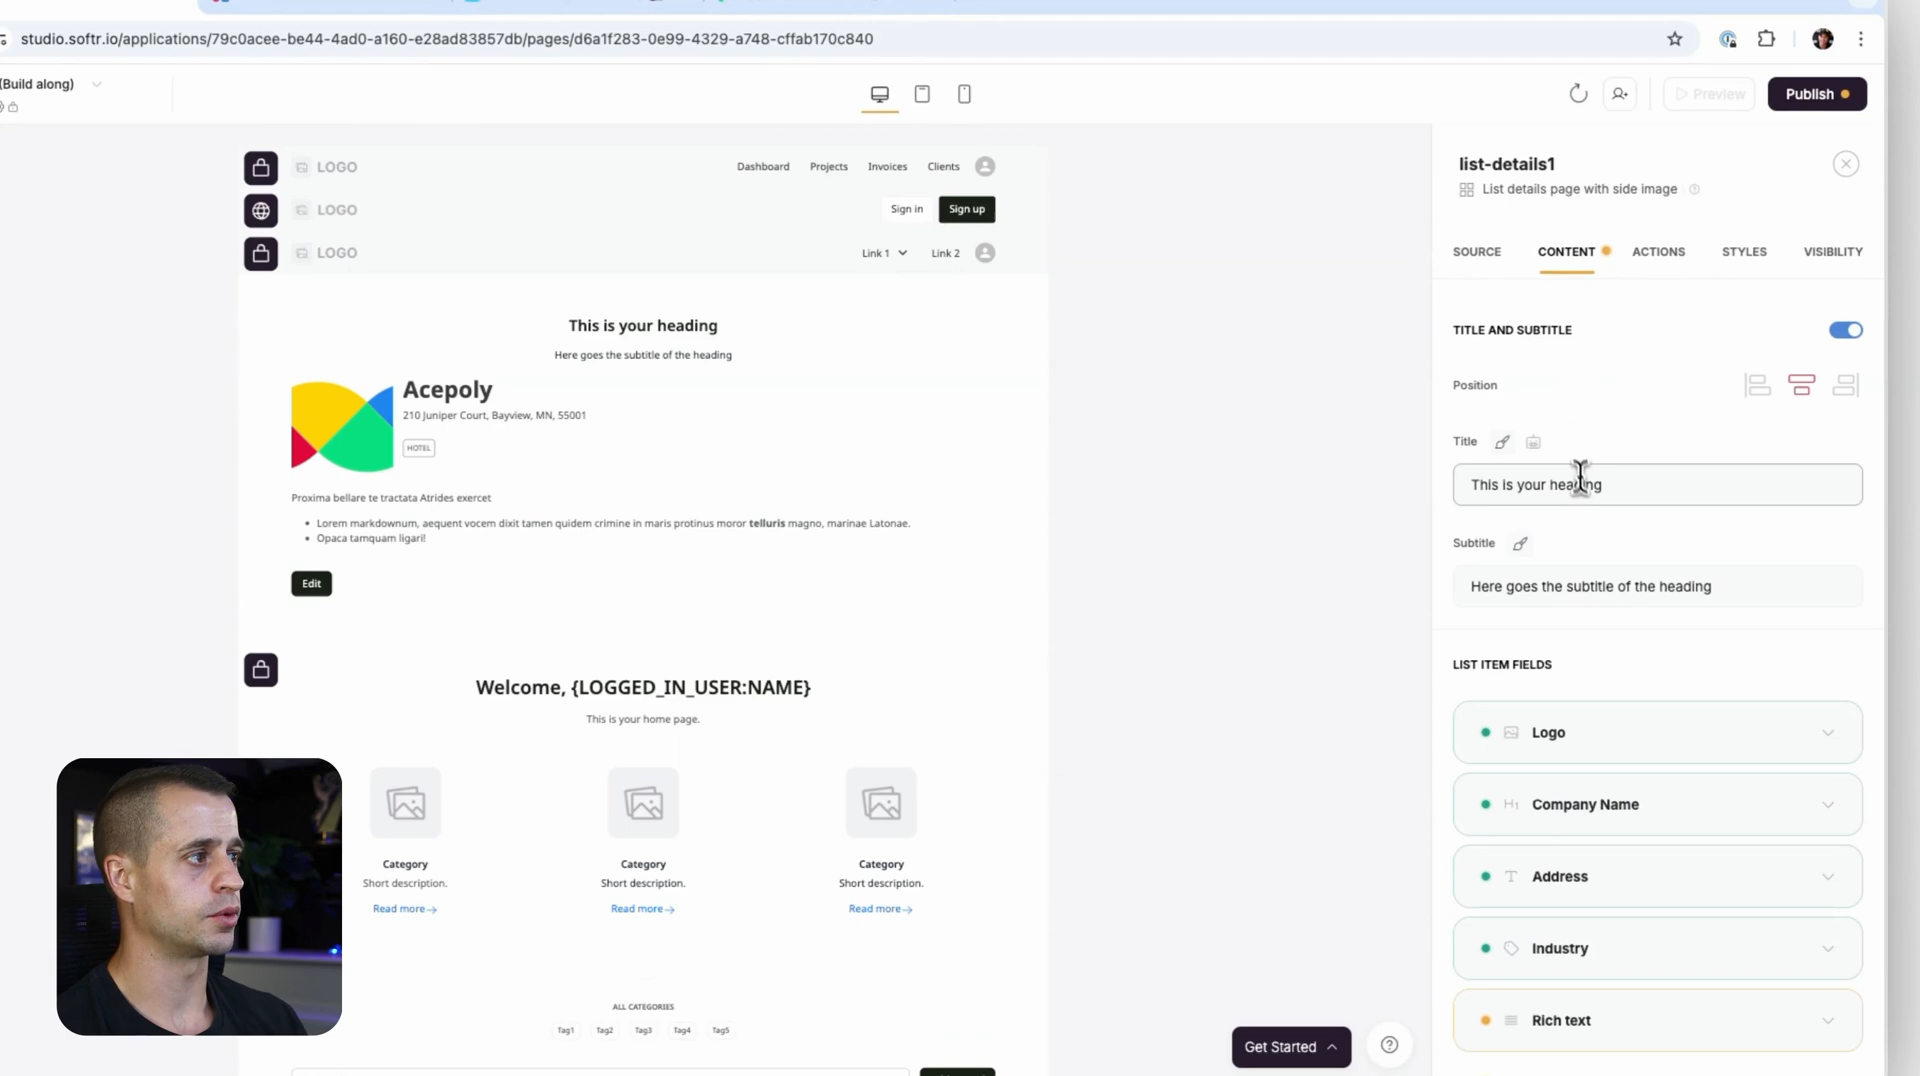 studio.softr.io/applications/79c0acee-be44-4ad0-a160-e28ad83857db/pages/d6a1f283-0e99-4329-a748-cffab170c840
(Build along)
Preview
Publish
LOGO
Dashboard Projects Invoices Clients
LOGO
Sign in Sign up
LOGO
Link 1 Link 2
This is your heading
Here goes the subtitle of the heading
Acepoly
210 Juniper Court, Bayview, MN, 55001
HOTEL
Proxima bellare te tractata Atrides exercet
• Lorem markdownum, aequent vocem dixit tamen quidem crimine in maris protinus moror telluris magno, marinae Latonae.
• Opaca tamquam ligari!
Edit
Welcome, {LOGGED_IN_USER:NAME}
This is your home page.
Category Category Category
Short description. Short description. Short description.
Read more→ Read more→ Read more→
ALL CATEGORIES
Tag1 Tag2 Tag3 Tag4 Tag5
Get Started
list-details1
List details page with side image
SOURCE CONTENT ACTIONS STYLES VISIBILITY
TITLE AND SUBTITLE
Position
Title
This is your heading
Subtitle
Here goes the subtitle of the heading
LIST ITEM FIELDS
Logo
H1 Company Name
Address
Industry
Rich text